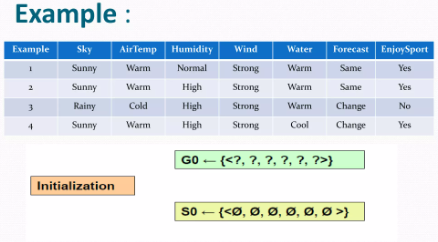 Example :
Example Sky AirTemp Humidity Wind Water Forecast EnjoySport
1 Sunny Warm Normal Strong Warm Same Yes
2 Sunny Warm High Strong Warm Same Yes
3 Rainy Cold High Strong Warm Change No
4 Sunny Warm High Strong Cool Change Yes
G0 ← {<?, ?, ?, ?, ?, ?>}
Initialization
S0 ← {<Ø, Ø, Ø, Ø, Ø, Ø >}